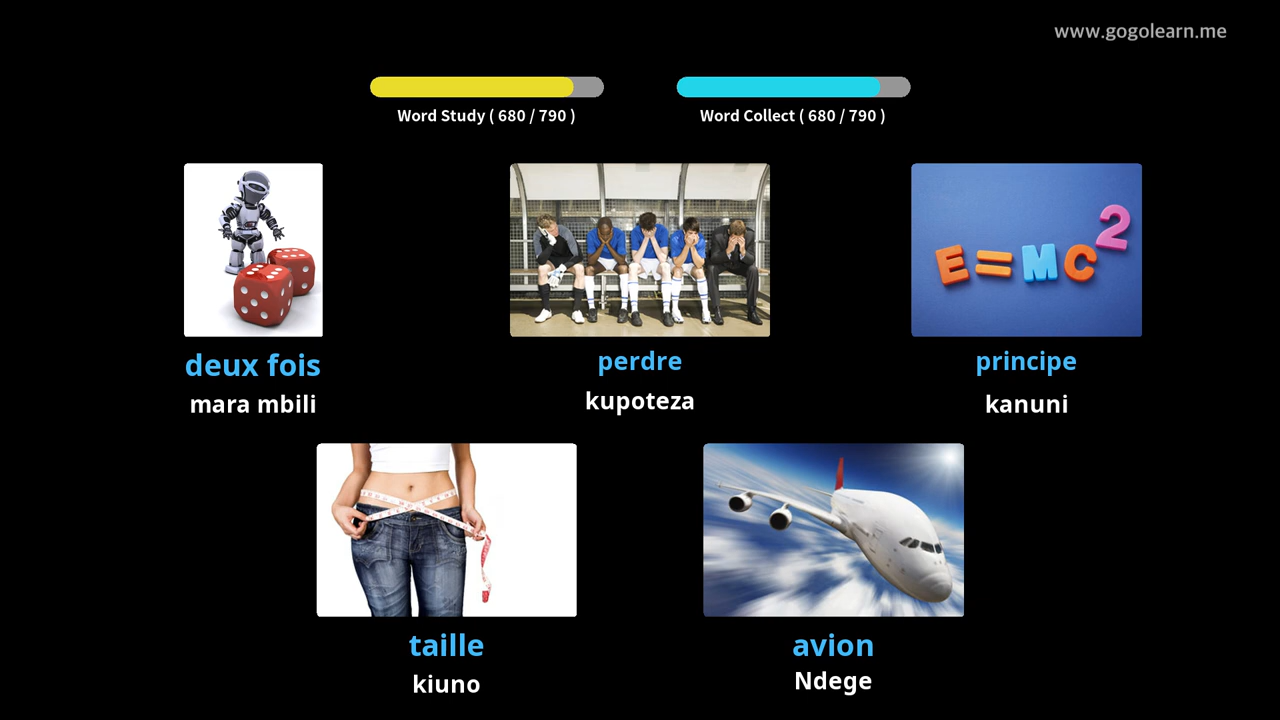 www.gogolearn.me
Word Study ( 680 / 790 )
Word Collect ( 680 / 790 )
E=MC2
deux fois
mara mbili
perdre
kupoteza
principe
kanuni
taille
kiuno
avion
Ndege